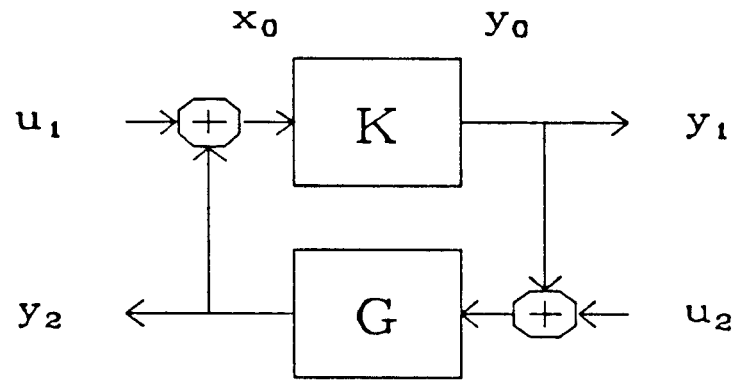 x₀ y₀
u₁ + K y₁
y₂ G + u₂